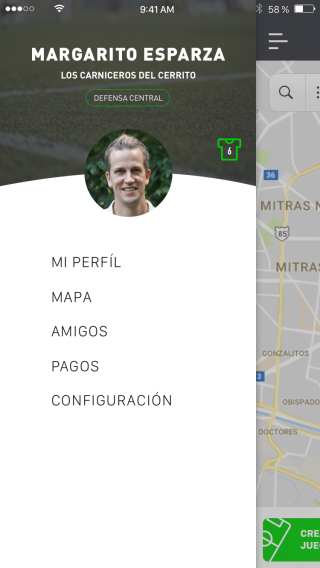 9:41 AM
58 %
MARGARITO ESPARZA
LOS CARNICEROS DEL CERRITO
DEFENSA CENTRAL
6
MI PERFÍL
MAPA
AMIGOS
PAGOS
CONFIGURACIÓN
36
MITRAS N
85
MITRAS
GONZALITOS
3
OBISPADO
DOCTORES
CRE
JUE